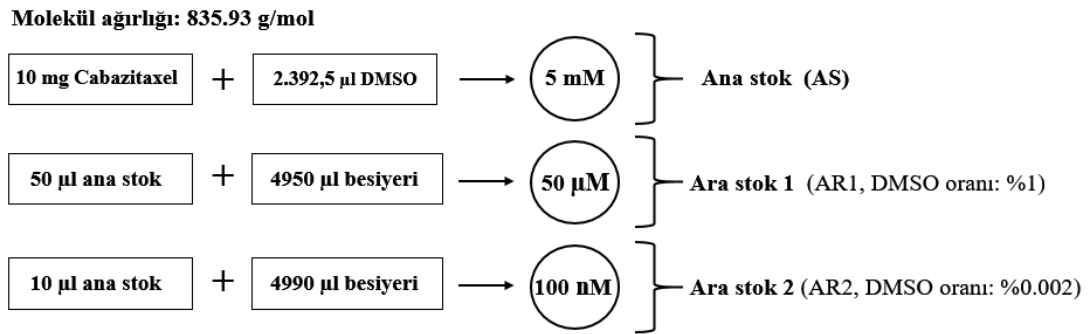 Molekül ağırlığı: 835.93 g/mol
10 mg Cabazitaxel + 2.392,5 µl DMSO 5 mM Ana stok (AS)
50 µl ana stok + 4950 µl besiyeri 50 µM Ara stok 1 (AR1, DMSO oranı: %1)
10 µl ana stok + 4990 µl besiyeri 100 nM Ara stok 2 (AR2, DMSO oranı: %0.002)